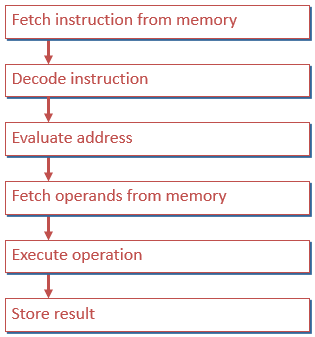 Fetch instruction from memory
Decode instruction
Evaluate address
Fetch operands from memory
Execute operation
Store result